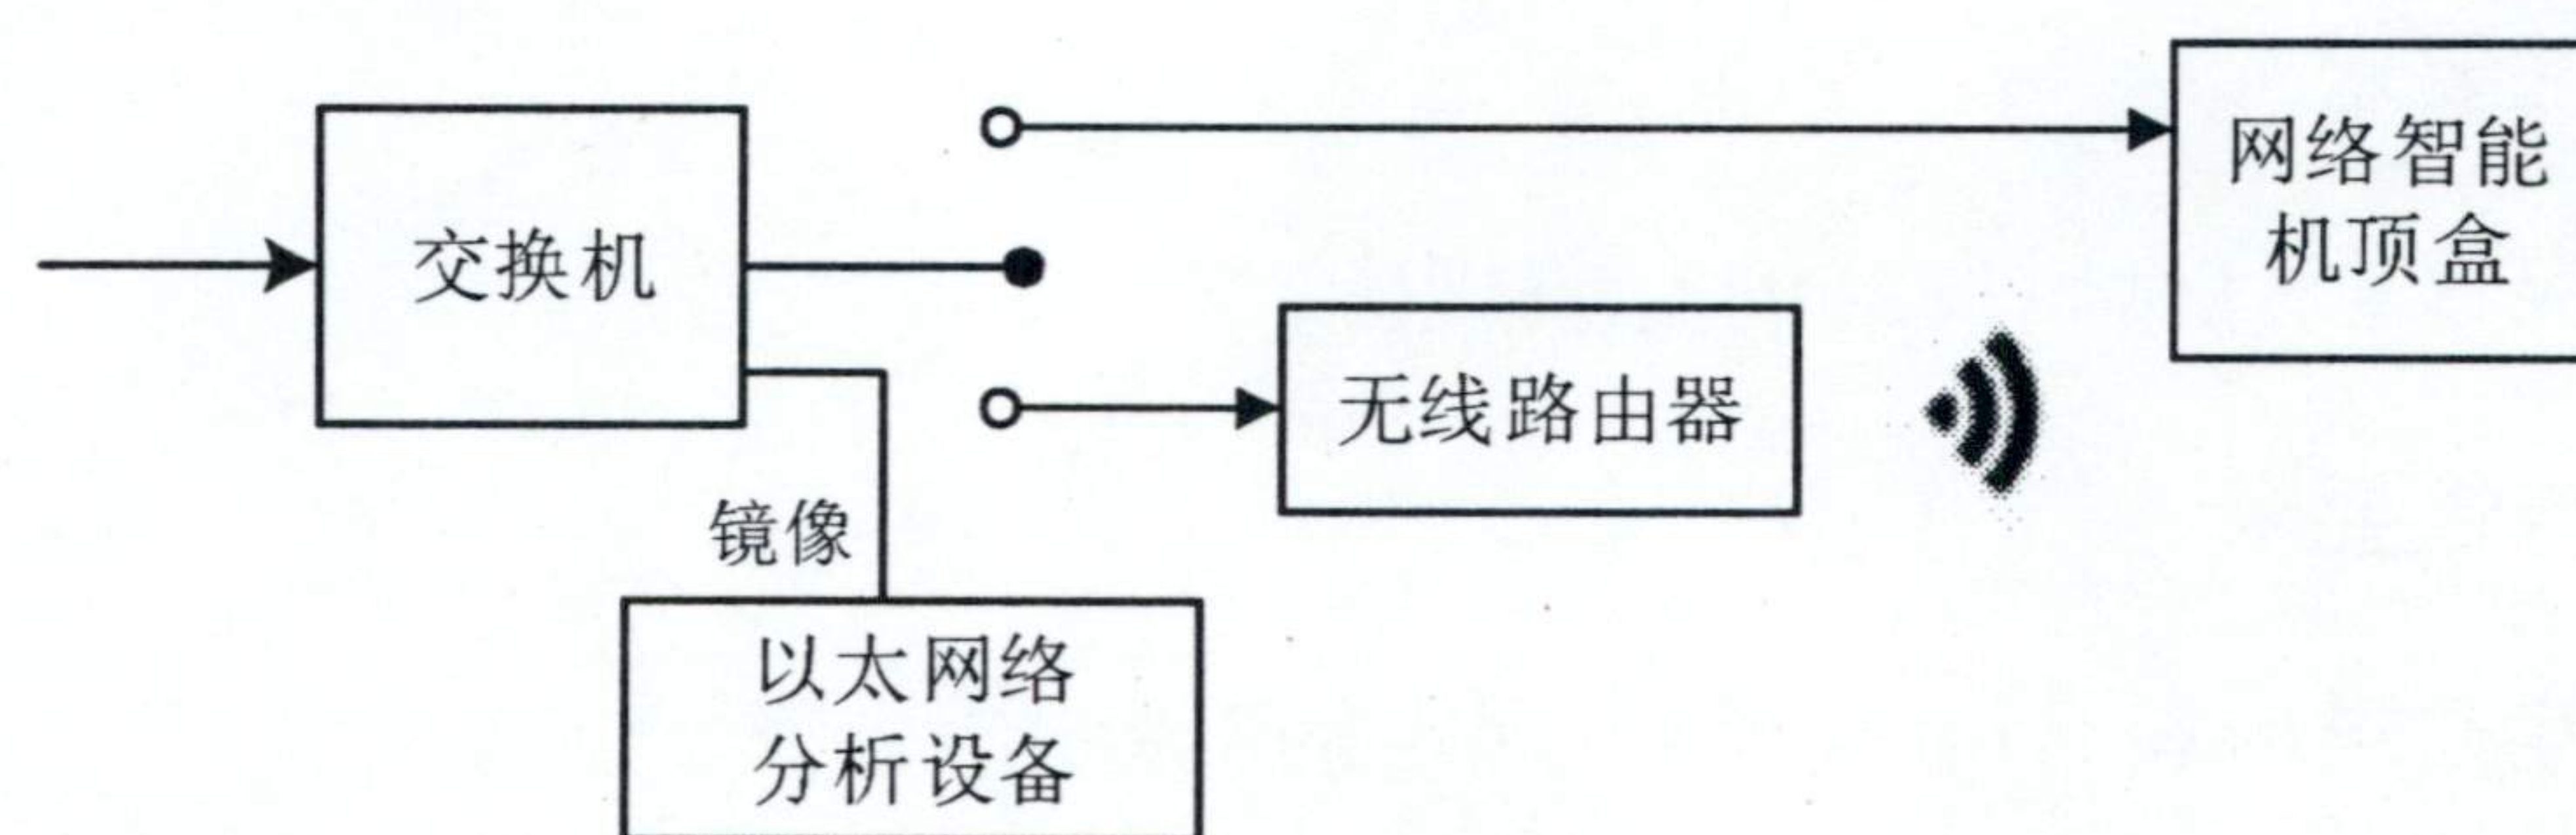 网络智能
机顶盒
交换机
无线路由器
镜像
以太网络
分析设备